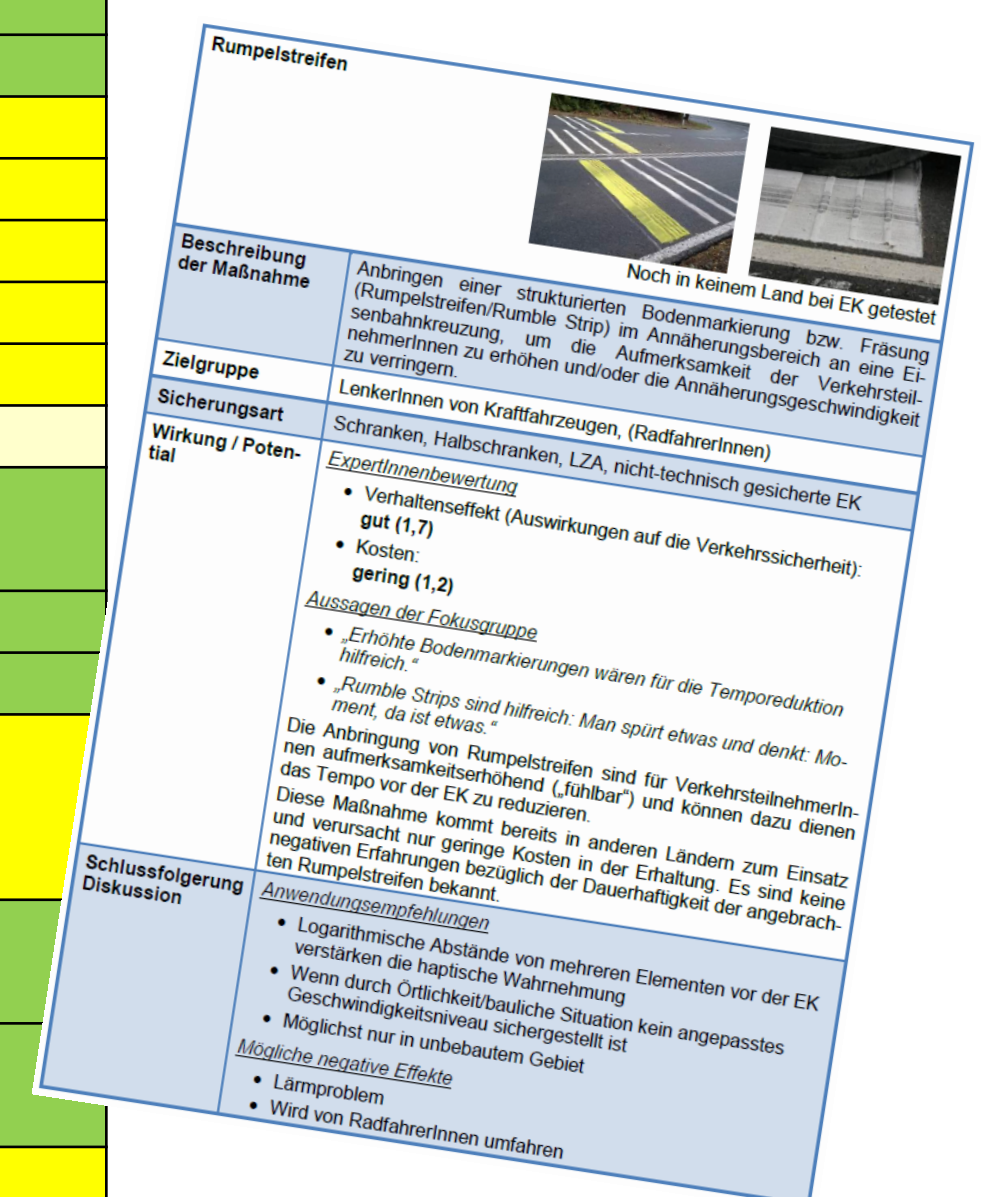 Rumpelstreifen
Noch in keinem Land bei EK getestet
Beschreibung
der Maßnahme
Anbringen einer strukturierten Bodenmarkierung bzw. Fräsung
(Rumpelstreifen/Rumble Strip) im Annäherungsbereich an eine Ei-
senbahnkreuzung, um die Aufmerksamkeit der Verkehrsteil-
nehmerInnen zu erhöhen und/oder die Annäherungsgeschwindigkeit
zu verringern.
Zielgruppe
LenkerInnen von Kraftfahrzeugen, (RadfahrerInnen)
Sicherungsart
Schranken, Halbschranken, LZA, nicht-technisch gesicherte EK
Wirkung / Poten-
tial
ExpertInnenbewertung
• Verhaltenseffekt (Auswirkungen auf die Verkehrssicherheit):
gut (1,7)
• Kosten:
gering (1,2)
Aussagen der Fokusgruppe
• „Erhöhte Bodenmarkierungen wären für die Temporeduktion
hilfreich.“
• „Rumble Strips sind hilfreich: Man spürt etwas und denkt: Mo-
ment, da ist etwas.“
Die Anbringung von Rumpelstreifen sind für VerkehrsteilnehmerIn-
nen aufmerksamkeitserhöhend („fühlbar“) und können dazu dienen
das Tempo vor der EK zu reduzieren.
Diese Maßnahme kommt bereits in anderen Ländern zum Einsatz
und verursacht nur geringe Kosten in der Erhaltung. Es sind keine
negativen Erfahrungen bezüglich der Dauerhaftigkeit der angebrach-
ten Rumpelstreifen bekannt.
Schlussfolgerung
Diskussion
Anwendungsempfehlungen
• Logarithmische Abstände von mehreren Elementen vor der EK
verstärken die haptische Wahrnehmung
• Wenn durch Örtlichkeit/bauliche Situation kein angepasstes
Geschwindigkeitsniveau sichergestellt ist
• Möglichst nur in unbebautem Gebiet
Mögliche negative Effekte
• Lärmproblem
• Wird von RadfahrerInnen umfahren